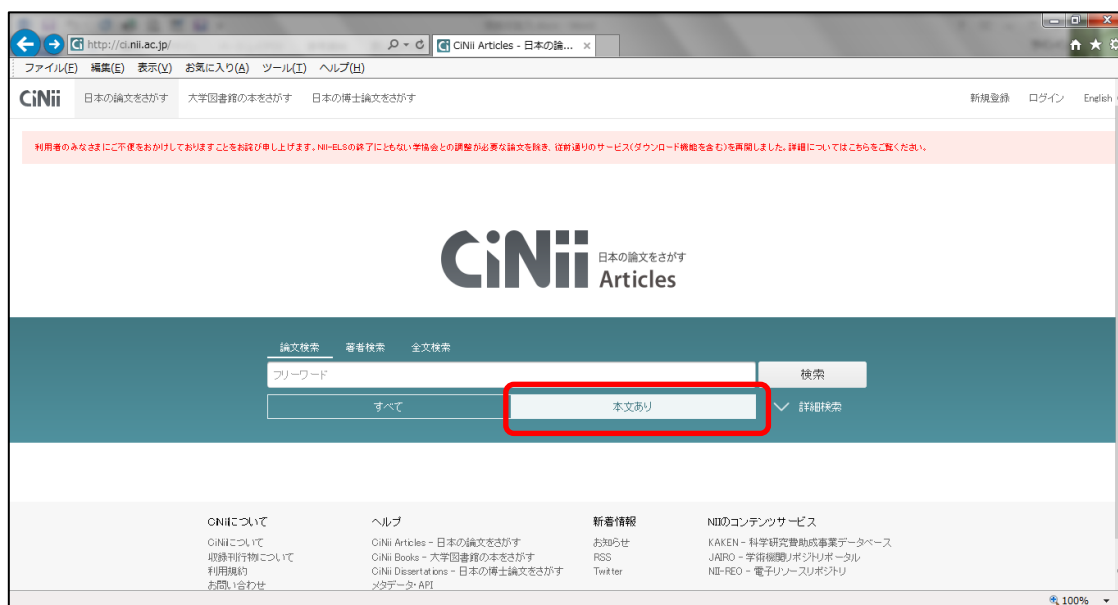 http://ci.nii.ac.jp/
CiNii Articles - 日本の論...
ファイル(F) 編集(E) 表示(V) お気に入り(A) ツール(T) ヘルプ(H)
CiNii 日本の論文をさがす 大学図書館の本をさがす 日本の博士論文をさがす 新規登録 ログイン English
利用者のみなさまにご不便をおかけしておりますことをお詫び申し上げます。NII-ELSの終了にともない学協会との調整が必要な論文を除き、従前通りのサービス(ダウンロード機能を含む)を再開しました。詳細についてはこちらをご覧ください。
CiNii 日本の論文をさがす
Articles
論文検索 著者検索 全文検索
フリーワード 検索
すべて 本文あり 詳細検索
CiNiiについて ヘルプ 新着情報 NIIのコンテンツサービス
CiNiiについて CiNii Articles - 日本の論文をさがす お知らせ KAKEN - 科学研究費助成事業データベース
収録刊行物について CiNii Books - 大学図書館の本をさがす RSS JAIRO - 学術機関リポジトリポータル
利用規約 CiNii Dissertations - 日本の博士論文をさがす Twitter NII-REO - 電子リソースリポジトリ
お問い合わせ メタデータ・API
100%